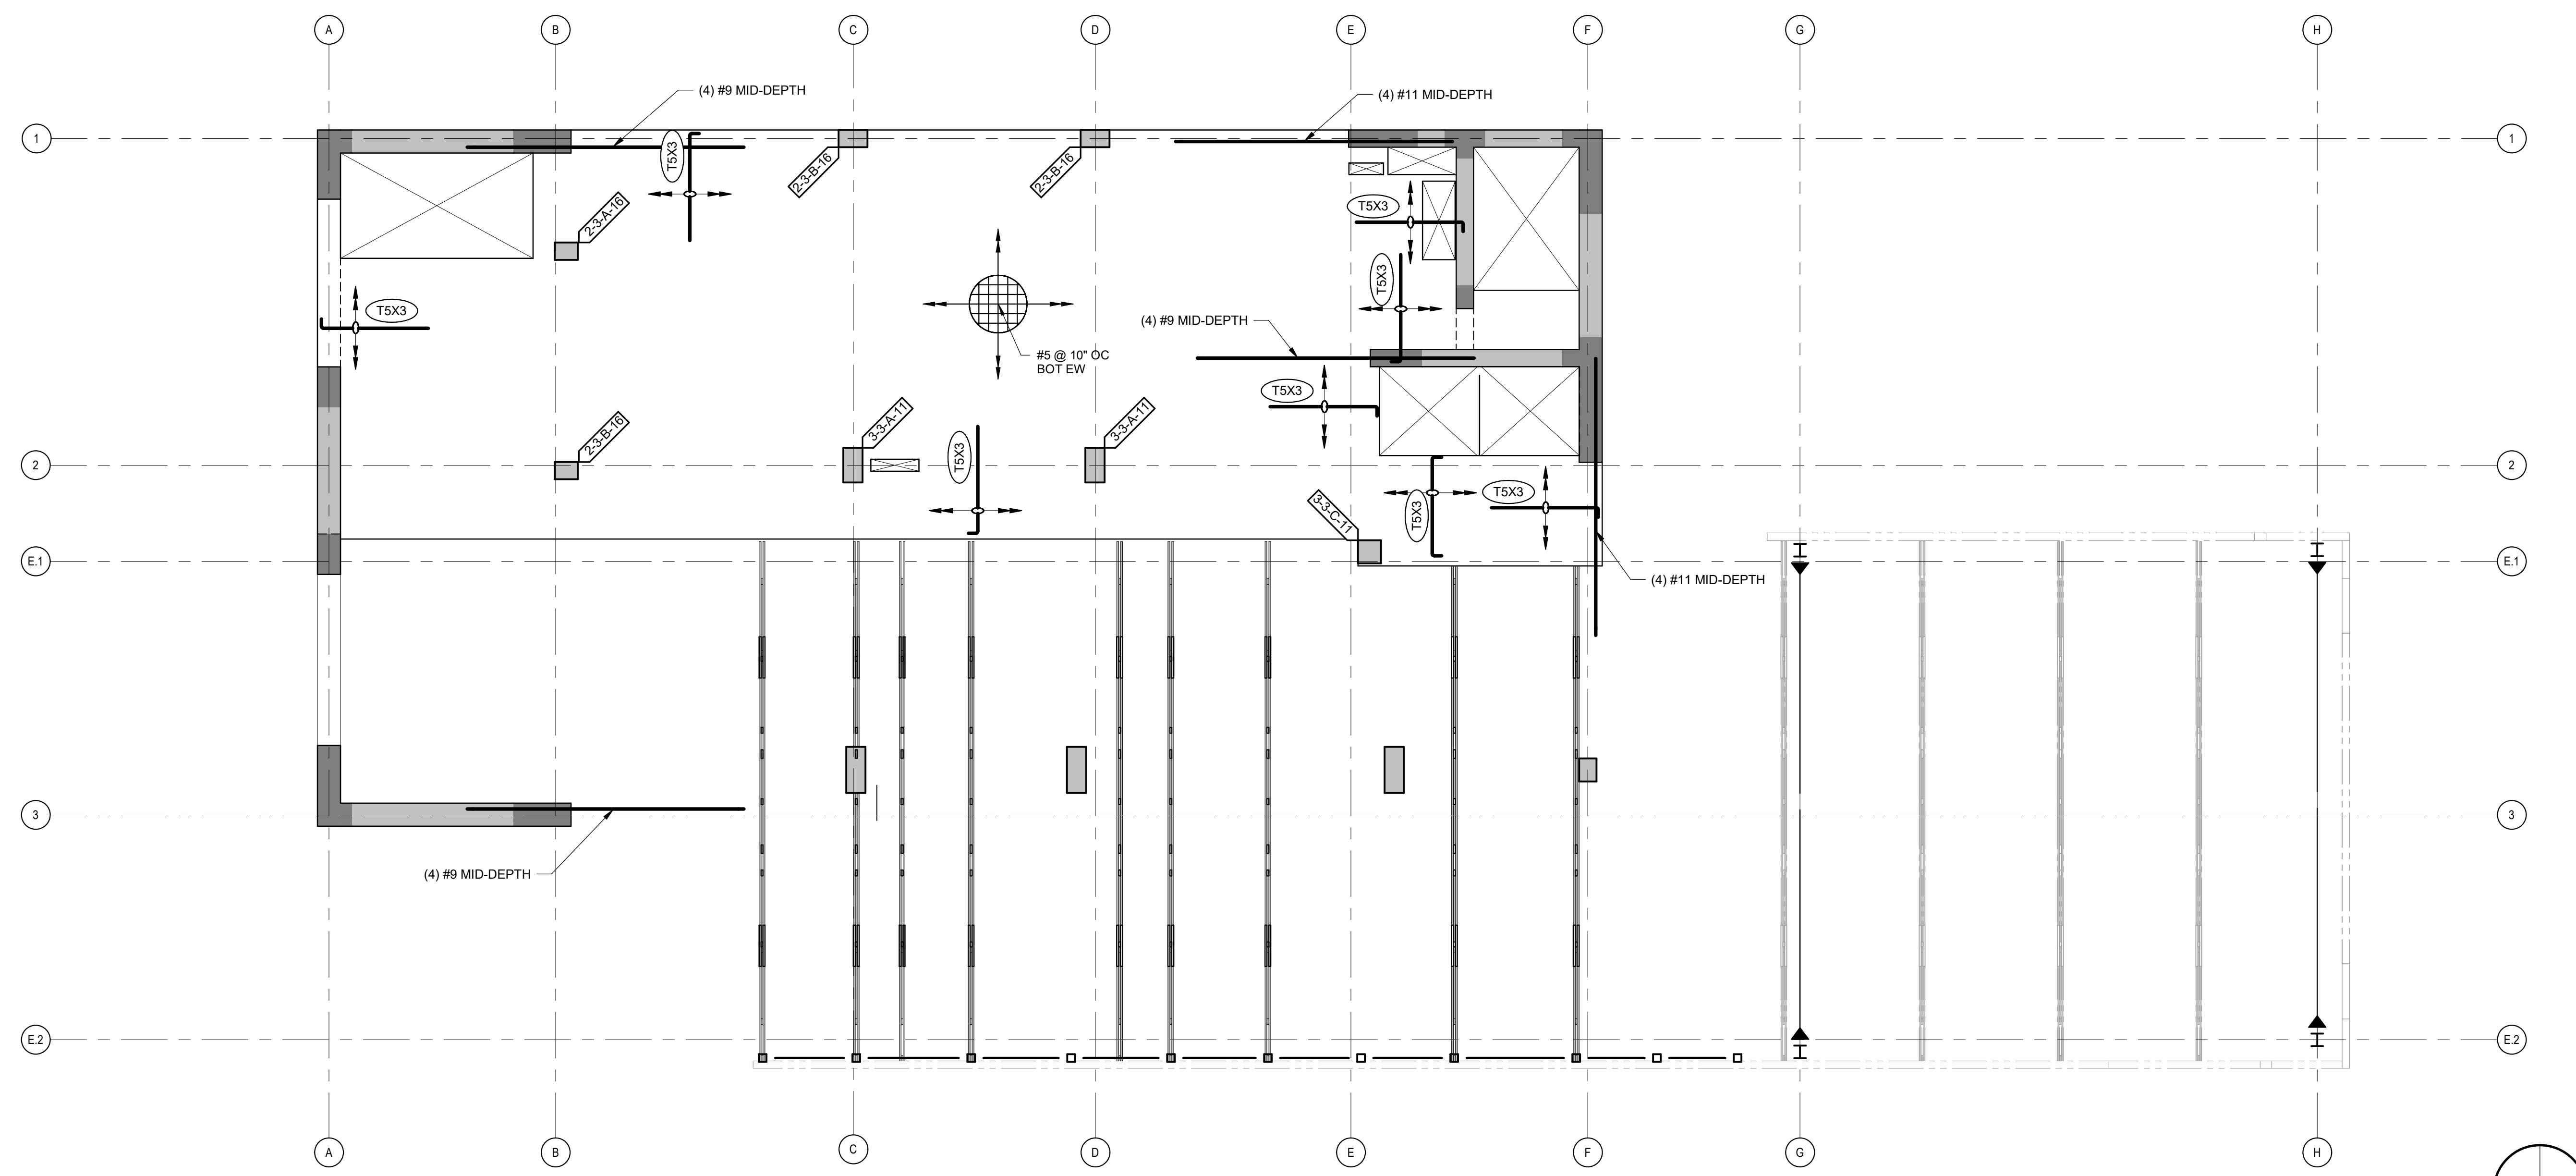 A B C D E F G H
(4) #9 MID-DEPTH
(4) #11 MID-DEPTH
1 1
T5X3
2-3-B-16
2-3-B-16
2-3-A-16
T5X3
T5X3
T5X3
(4) #9 MID-DEPTH
#5 @ 10" OC
BOT EW
T5X3
2-3-B-16
3-3-A-11
3-3-A-11
T5X3
2 2
T5X3
T5X3
3-3-C-11
E.1 E.1
(4) #11 MID-DEPTH
3 3
(4) #9 MID-DEPTH
E.2 E.2
A B C D E F G H